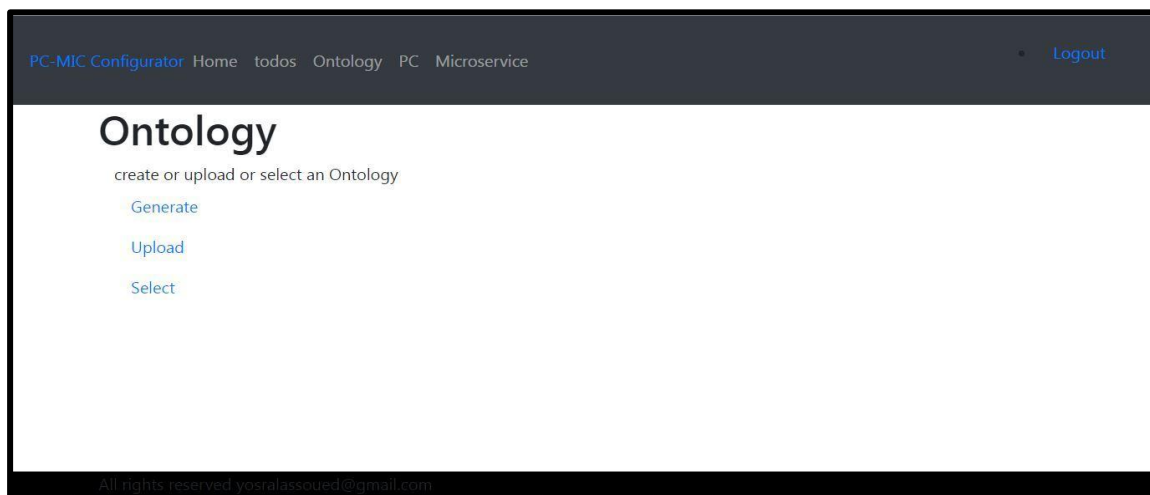 PC-MIC Configurator Home todos Ontology PC Microservice Logout
Ontology
create or upload or select an Ontology
Generate
Upload
Select
All rights reserved yosralassoued@gmail.com